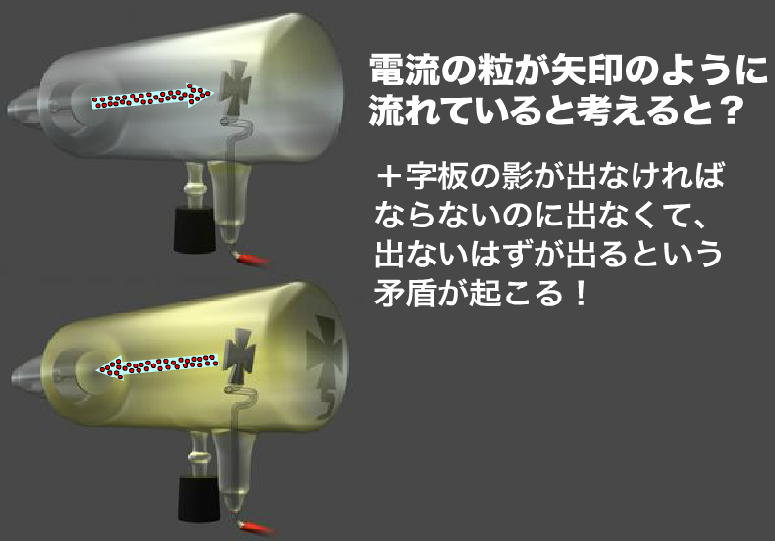 電流の粒が矢印のように
流れていると考えると？
＋字板の影が出なければ
ならないのに出なくて、
出ないはずが出るという
矛盾が起こる！